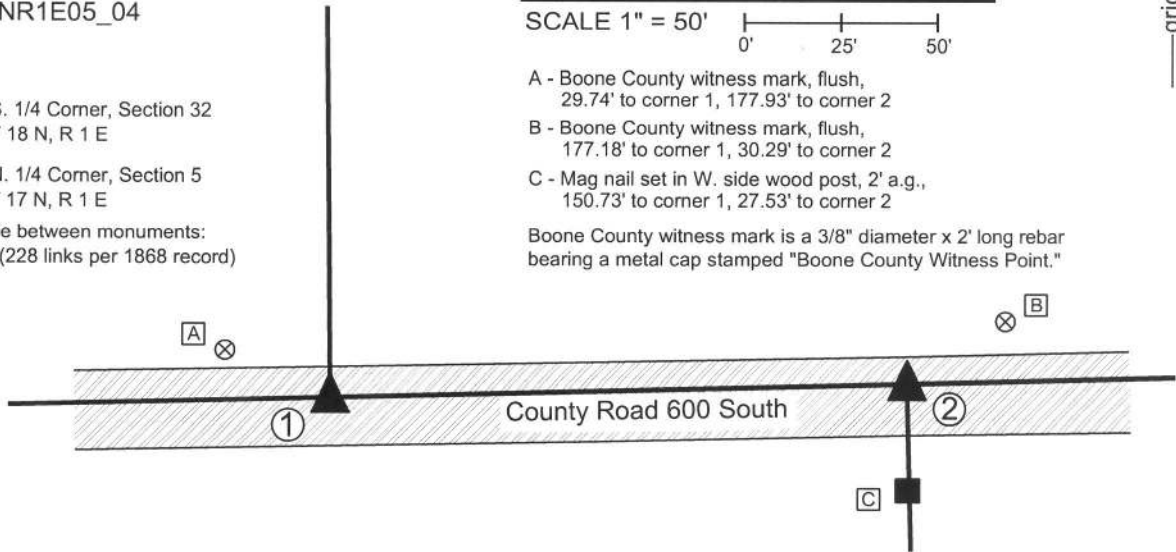 NR1E05_04
1/4 Corner, Section 32
18 N, R 1 E
1/4 Corner, Section 5
17 N, R 1 E
between monuments:
(228 links per 1868 record)
SCALE 1" = 50'
0' 25' 50'
A - Boone County witness mark, flush,
29.74' to corner 1, 177.93' to corner 2
B - Boone County witness mark, flush,
177.18' to corner 1, 30.29' to corner 2
C - Mag nail set in W. side wood post, 2' a.g.,
150.73' to corner 1, 27.53' to corner 2
Boone County witness mark is a 3/8" diameter x 2' long rebar
bearing a metal cap stamped "Boone County Witness Point."
A
B
1
County Road 600 South
2
C